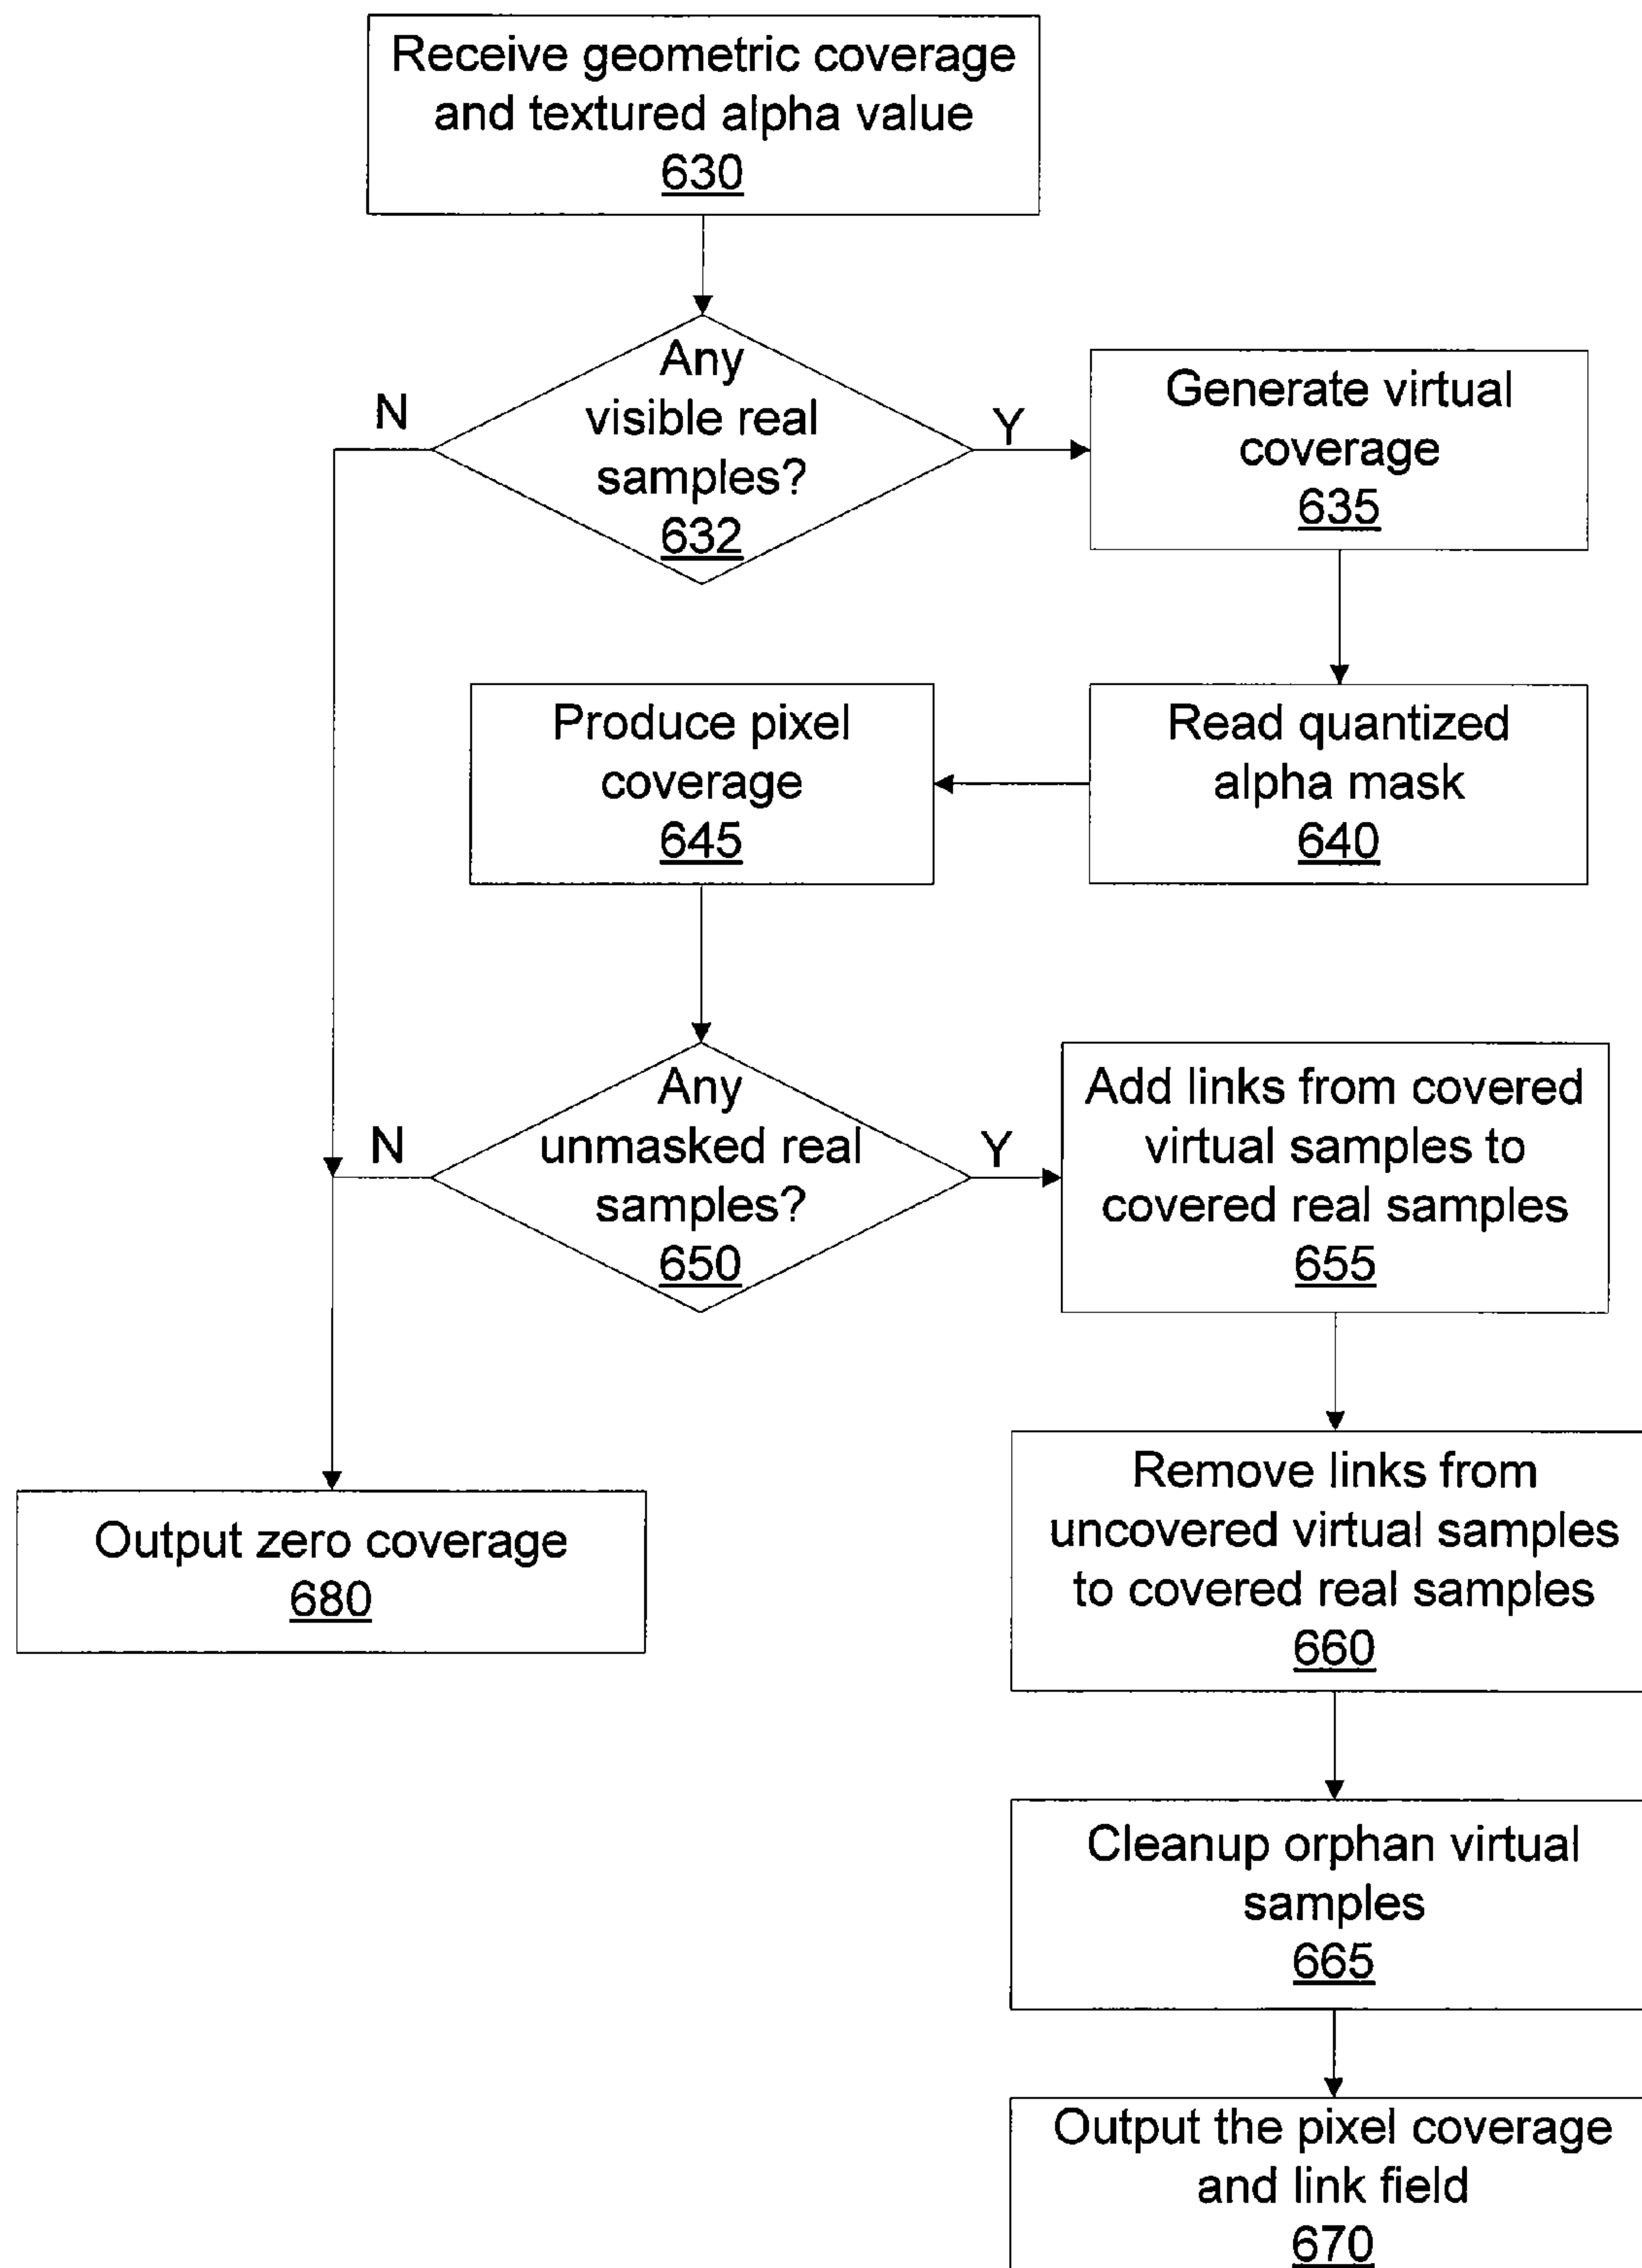 Receive geometric coverage
and textured alpha value
630
Any
visible real
samples?
632
N
Y
Generate virtual
coverage
635
Produce pixel
coverage
645
Read quantized
alpha mask
640
Any
unmasked real
samples?
650
N
Y
Add links from covered
virtual samples to
covered real samples
655
Remove links from
uncovered virtual samples
to covered real samples
660
Output zero coverage
680
Cleanup orphan virtual
samples
665
Output the pixel coverage
and link field
670